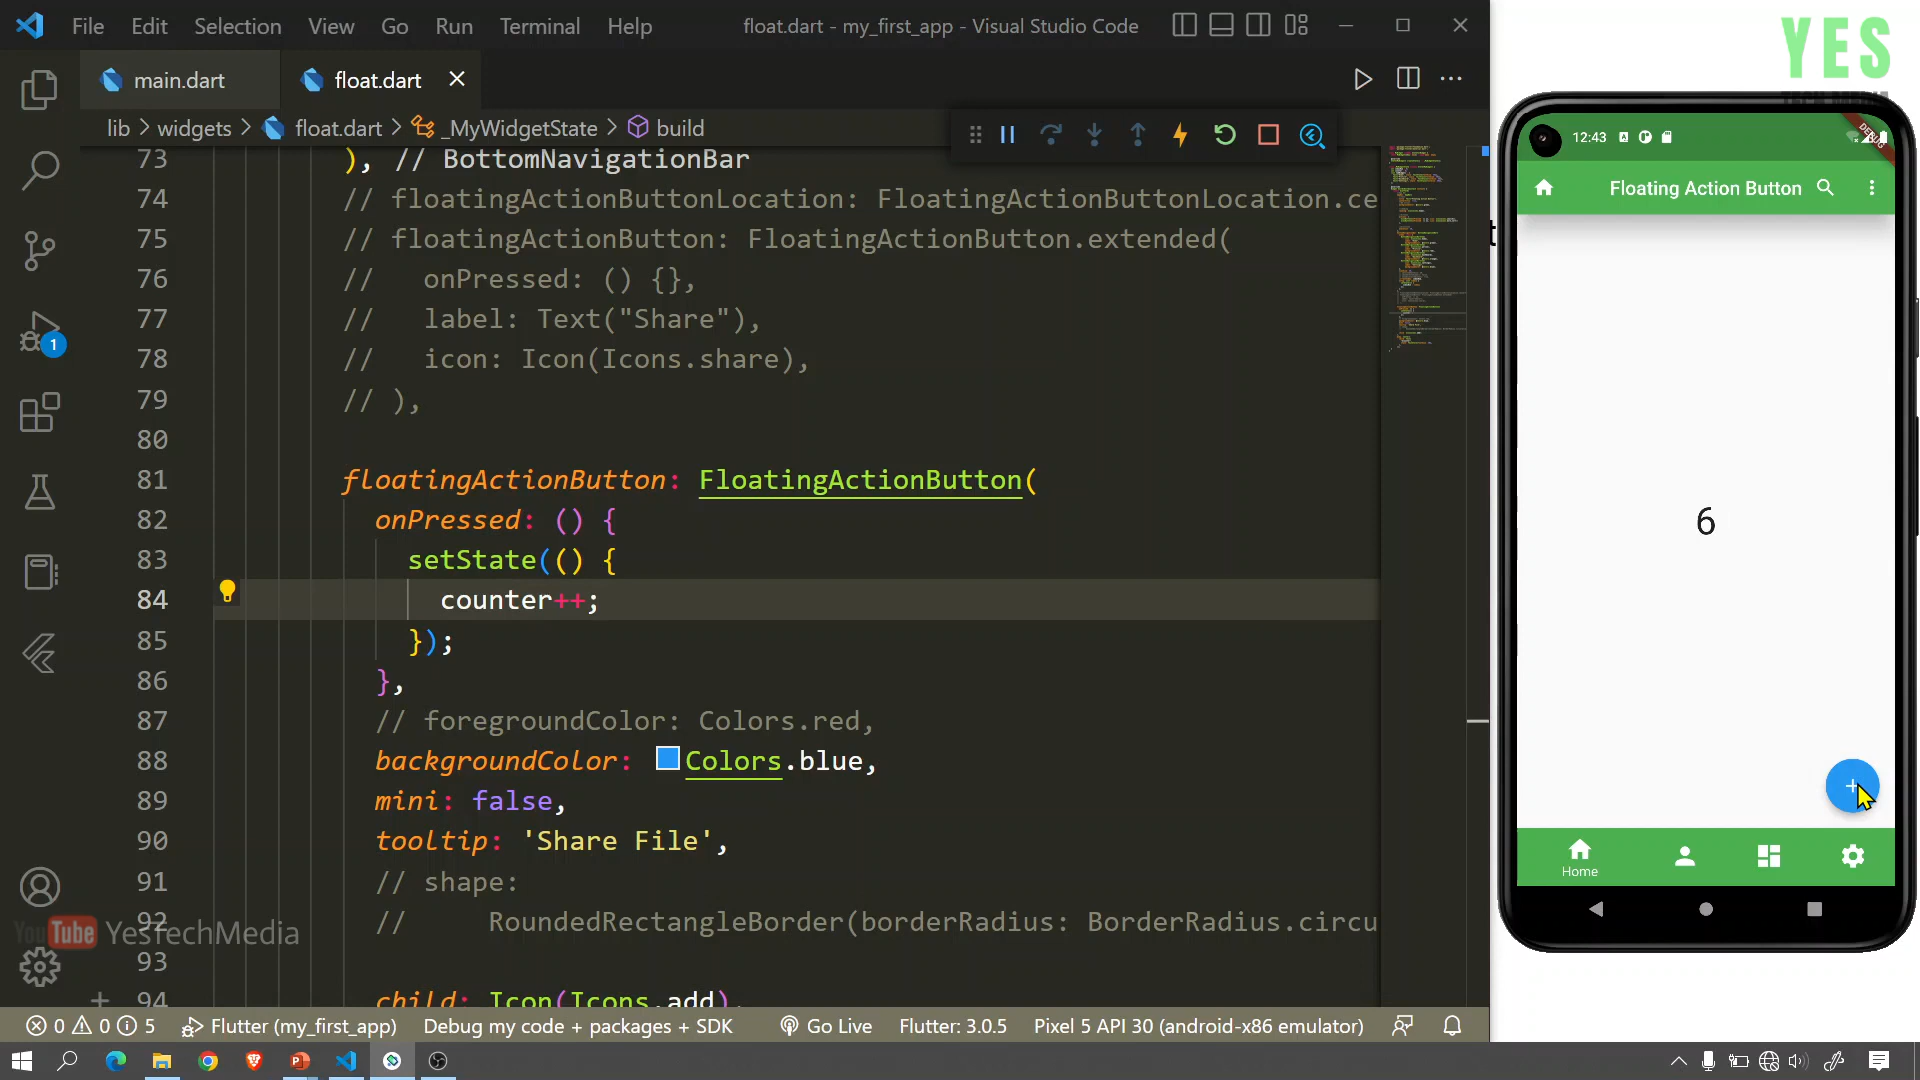 File Edit Selection View Go Run Terminal Help float.dart - my_first_app - Visual Studio Code
YES
main.dart float.dart
lib > widgets > float.dart > _MyWidgetState > build
73 ), // BottomNavigationBar
74 // floatingActionButtonLocation: FloatingActionButtonLocation.ce
75 // floatingActionButton: FloatingActionButton.extended(
76 //   onPressed: () {},
77 //   label: Text("Share"),
78 //   icon: Icon(Icons.share),
79 // ),
80
81 floatingActionButton: FloatingActionButton(
82 onPressed: () {
83 setState(() {
84 counter++;
85 });
86 },
87 // foregroundColor: Colors.red,
88 backgroundColor: Colors.blue,
89 mini: false,
90 tooltip: 'Share File',
91 // shape:
92 //     RoundedRectangleBorder(borderRadius: BorderRadius.circu
93
94 child: Icon(Icons.add),
1
YouTube YesTechMedia
0 0 5 Flutter (my_first_app) Debug my code + packages + SDK Go Live Flutter: 3.0.5 Pixel 5 API 30 (android-x86 emulator)
12:43
DEBUG
Floating Action Button
6
Home